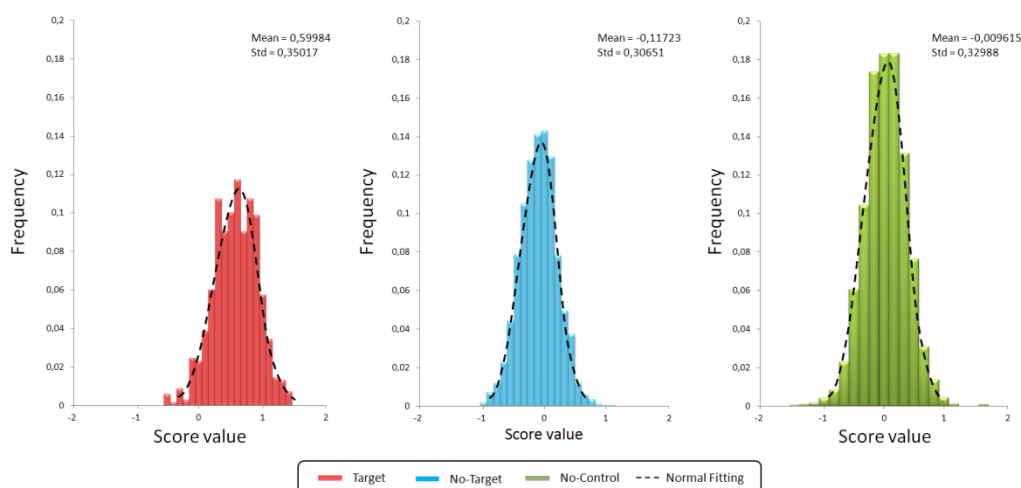 0,2
0,18
0,16
0,14
0,12
0,1
0,08
0,06
0,04
0,02
0
Frequency
Mean = 0,59984
Std = 0,35017
-2 -1 0 1 2
Score value
0,2
0,18
0,16
0,14
0,12
0,1
0,08
0,06
0,04
0,02
0
Frequency
Mean = -0,11723
Std = 0,30651
-2 -1 0 1 2
Score value
0,2
0,18
0,16
0,14
0,12
0,1
0,08
0,06
0,04
0,02
0
Frequency
Mean = -0,009615
Std = 0,32988
-2 -1 0 1 2
Score value
Target No-Target No-Control Normal Fitting